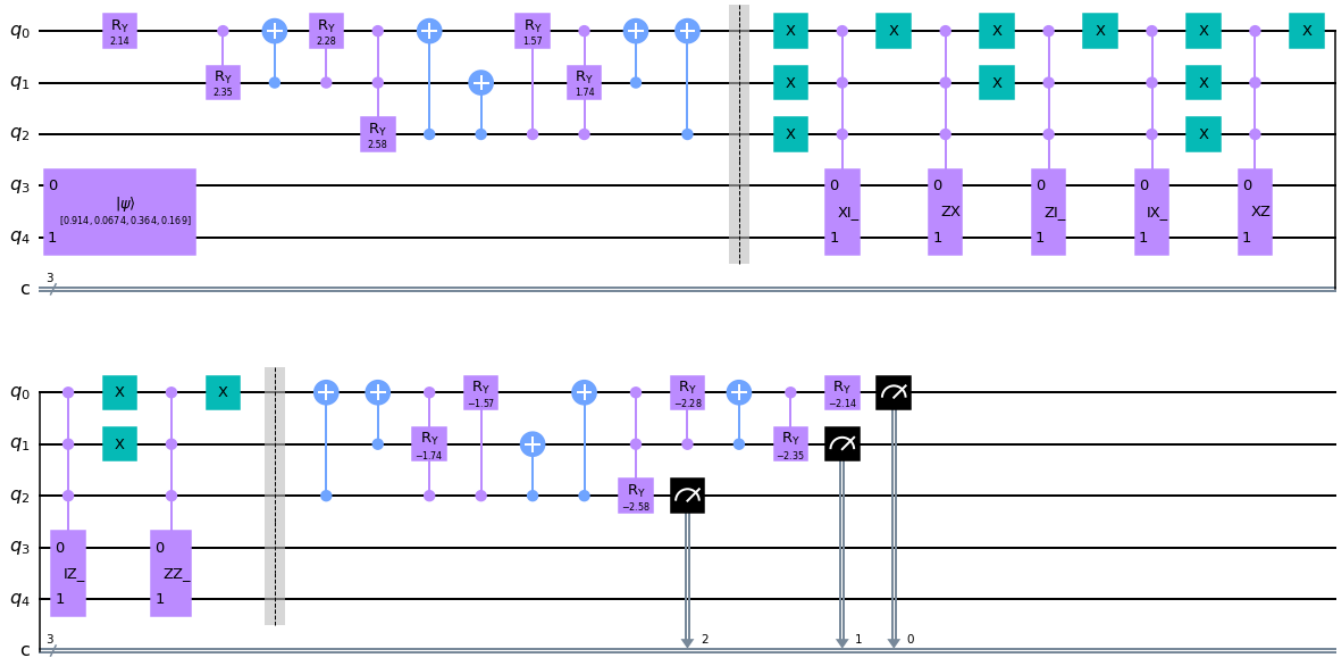 q0 RY 2.14 RY 2.28 RY 1.57 X X X X X X
q1 RY 2.35 RY 1.74 X X X
q2 RY 2.58 X X
q3 0 0 0 0 0 0
|ψ⟩
[0.914, 0.0674, 0.364, 0.169]
XI_ ZX ZI_ IX_ XZ
q4 1 1 1 1 1 1
c 3
q0 X X RY −1.57 RY −2.28 RY −2.14
q1 X RY −1.74 RY −2.35
q2 RY −2.58
q3 0 0
IZ_ ZZ_
q4 1 1
c 3 2 1 0